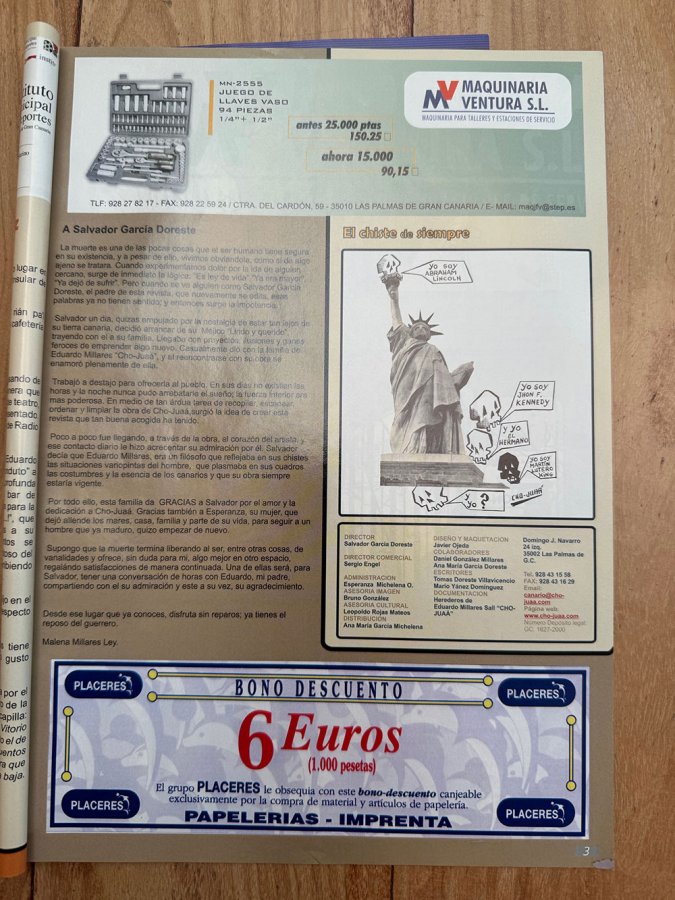 MN-2555
JUEGO DE
LLAVES VASO
94 PIEZAS
1/4"+ 1/2"
antes 25.000 ptas
150.25
ahora 15.000
90,15
MV MAQUINARIA
VENTURA S.L.
MAQUINARIA PARA TALLERES Y ESTACIONES DE SERVICIO
TLF: 928 27 82 17 - FAX: 928 22 59 24 / CTRA. DEL CARDÓN, 59 - 35010 LAS PALMAS DE GRAN CANARIA / E- MAIL: maqjfv@step.es
A Salvador García Doreste
La muerte es una de las pocas cosas que el ser humano tiene segura
en su existencia, y a pesar de ello, vivimos obviándola, como si de algo
ajeno se tratara. Cuando experimentamos dolor por la ida de alguien
cercano, surge de inmediato la lógica: "Es ley de vida" "Ya era mayor"
"Ya dejó de sufrir". Pero cuando se va alguien como Salvador García
Doreste, el padre de esta revista, que nuevamente se edita, esas
palabras ya no tienen sentido; y entonces surge la impotencia.
Salvador un día, quizás empujado por la nostalgia de estar tan lejos de
su tierra canaria, decidió arrancar de su "México "Lindo y querido",
trayendo con él a su familia. Llegaba con proyectos, ilusiones y ganas
feroces de emprender algo nuevo. Casualmente dio con la familia de
Eduardo Millares "Cho-Juaá", y al reencontrarse con su obra se
enamoró plenamente de ella.
Trabajó a destajo para ofrecerla al pueblo. En sus días no existían las
horas y la noche nunca pudo arrebatarle el sueño; la fuerza interior era
más poderosa. En medio de tan ardua tarea de recopilar, escanear,
ordenar y limpiar la obra de Cho-Juaá,surgió la idea de crear esta
revista que tan buena acogida ha tenido.
Poco a poco fue llegando, a través de la obra, el corazón del artista, y
ese contacto diario le hizo acrecentar su admiración por él. Salvador
decía que Eduardo Millares, era un filósofo que reflejaba en sus chistes
las situaciones variopintas del hombre, que plasmaba en sus cuadros
las costumbres y la esencia de los canarios y que su obra siempre
estaría vigente.
Por todo ello, esta familia da GRACIAS a Salvador por el amor y la
dedicación a Cho-Juaá. Gracias también a Esperanza, su mujer, que
dejó allende los mares, casa, familia y parte de su vida, para seguir a un
hombre que ya maduro, quizo empezar de nuevo.
Supongo que la muerte termina liberando al ser, entre otras cosas, de
vanalidades y ofrece, sin duda para mi, algo mejor en otro espacio,
regalándo satisfacciones de manera continuada. Una de ellas será, para
Salvador, tener una conversación de horas con Eduardo, mi padre,
compartiendo con el su admiración y este a su vez, su agradecimiento.
Desde ese lugar que ya conoces, disfruta sin reparos; ya tienes el
reposo del guerrero.
Malena Millares Ley.
El chiste de siempre
YO SOY
ABRAHAM
LINCOLN
YO SOY
JHON F.
KENNEDY
Y YO
EL
HERMANO
YO SOY
MARTIN
LUTERO
KING
Y
YO ?
CHO-JUAÁ
DIRECTOR
Salvador García Doreste
DIRECTOR COMERCIAL
Sergio Engel
ADMINISTRACIÓN
Esperanza Michelena O.
ASESORIA IMAGEN
Bruno González
ASESORIA CULTURAL
Leopoldo Rojas Mateos
DISTRIBUCIÓN
Ana María García Michelena
DISEÑO Y MAQUETACION
Javier Ojeda
COLABORADORES
Daniel González Millares
Ana María García Doreste
ESCRITORES
Tomas Doreste Villavicencio
Mario Yánez Domínguez
DOCUMENTACION
Herederos de
Eduardo Millares Sall "CHO-
JUAÁ"
Domingo J. Navarro
24 izq.
35002 Las Palmas de
G.C.
Tel: 928 43 15 58
FAX: 928 43 16 29
Email:
canario@cho-
juaa.com
Página web:
www.cho-juaa.com
Número Depósito legal:
GC: 1627-2000
PLACERES
BONO DESCUENTO
PLACERES
6 Euros
(1.000 pesetas)
El grupo PLACERES le obsequia con este bono-descuento canjeable
exclusivamente por la compra de material y artículos de papelería.
PLACERES
PAPELERIAS - IMPRENTA
PLACERES
3